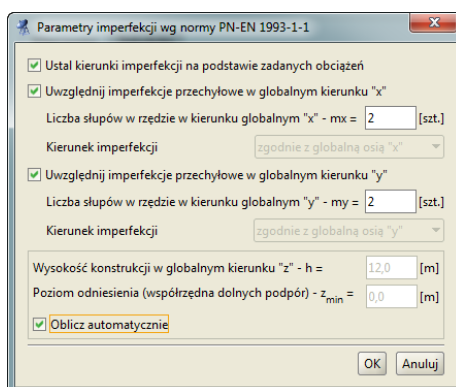 Parametry imperfekcji wg normy PN-EN 1993-1-1
Ustal kierunki imperfekcji na podstawie zadanych obciążeń
Uwzględnij imperfekcje przechyłowe w globalnym kierunku "x"
Liczba słupów w rzędzie w kierunku globalnym "x" - mx = 2 [szt.]
Kierunek imperfekcji zgodnie z globalną osią "x"
Uwzględnij imperfekcje przechyłowe w globalnym kierunku "y"
Liczba słupów w rzędzie w kierunku globalnym "y" - my = 2 [szt.]
Kierunek imperfekcji zgodnie z globalną osią "y"
Wysokość konstrukcji w globalnym kierunku "z" - h = 12,0 [m]
Poziom odniesienia (współrzędna dolnych podpór) - zmin = 0,0 [m]
Oblicz automatycznie
OK Anuluj